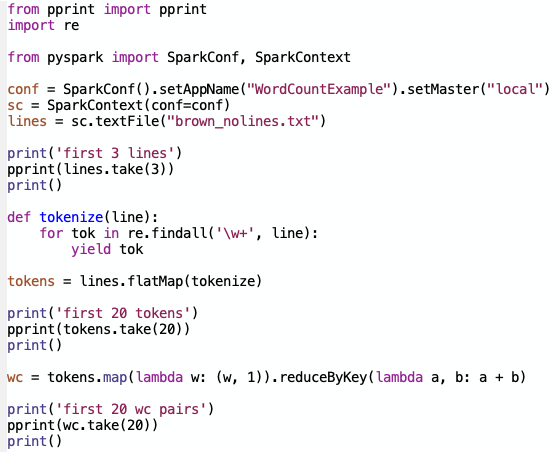 from pprint import pprint
import re
from pyspark import SparkConf, SparkContext
conf = SparkConf().setAppName("WordCountExample").setMaster("local")
sc = SparkContext(conf=conf)
lines = sc.textFile("brown_nolines.txt")
print('first 3 lines')
pprint(lines.take(3))
print()
def tokenize(line):
    for tok in re.findall('\w+', line):
        yield tok
tokens = lines.flatMap(tokenize)
print('first 20 tokens')
pprint(tokens.take(20))
print()
wc = tokens.map(lambda w: (w, 1)).reduceByKey(lambda a, b: a + b)
print('first 20 wc pairs')
pprint(wc.take(20))
print()